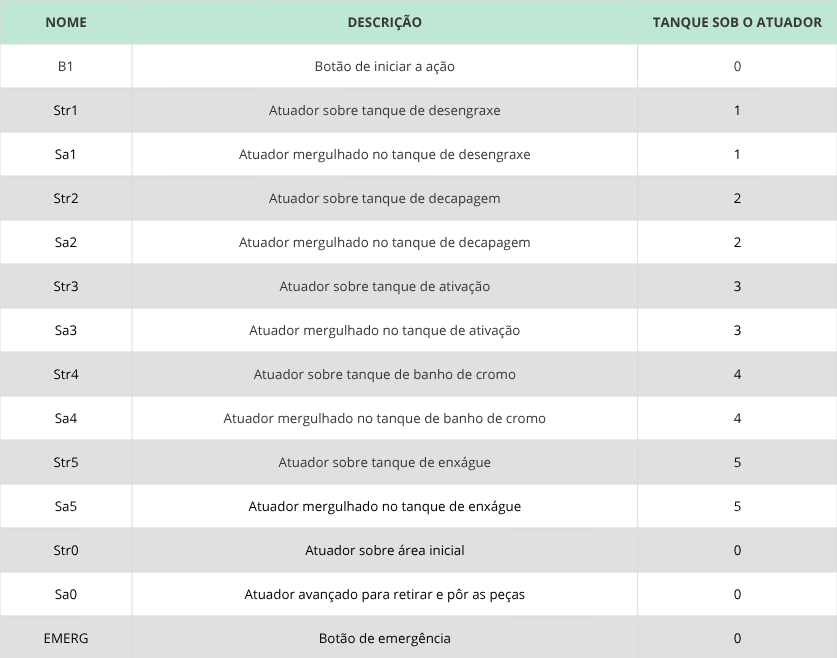 NOME DESCRIÇÃO TANQUE SOB O ATUADOR
B1 Botão de iniciar a ação 0
Str1 Atuador sobre tanque de desengraxe 1
Sa1 Atuador mergulhado no tanque de desengraxe 1
Str2 Atuador sobre tanque de decapagem 2
Sa2 Atuador mergulhado no tanque de decapagem 2
Str3 Atuador sobre tanque de ativação 3
Sa3 Atuador mergulhado no tanque de ativação 3
Str4 Atuador sobre tanque de banho de cromo 4
Sa4 Atuador mergulhado no tanque de banho de cromo 4
Str5 Atuador sobre tanque de enxágue 5
Sa5 Atuador mergulhado no tanque de enxágue 5
Str0 Atuador sobre área inicial 0
Sa0 Atuador avançado para retirar e pôr as peças 0
EMERG Botão de emergência 0